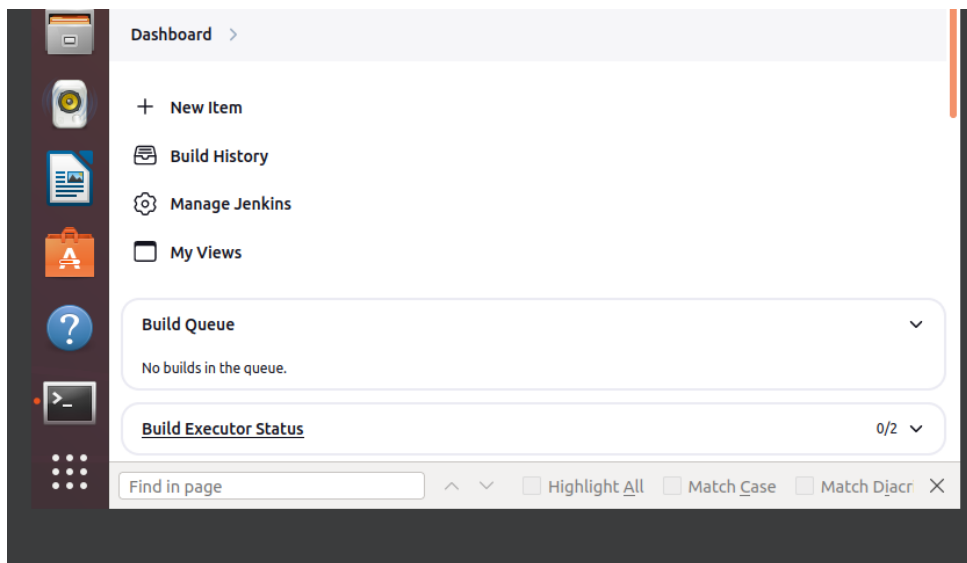 Dashboard
New Item
Build History
Manage Jenkins
My Views
Build Queue
No builds in the queue.
Build Executor Status 0/2
Find in page Highlight All Match Case Match Diacr